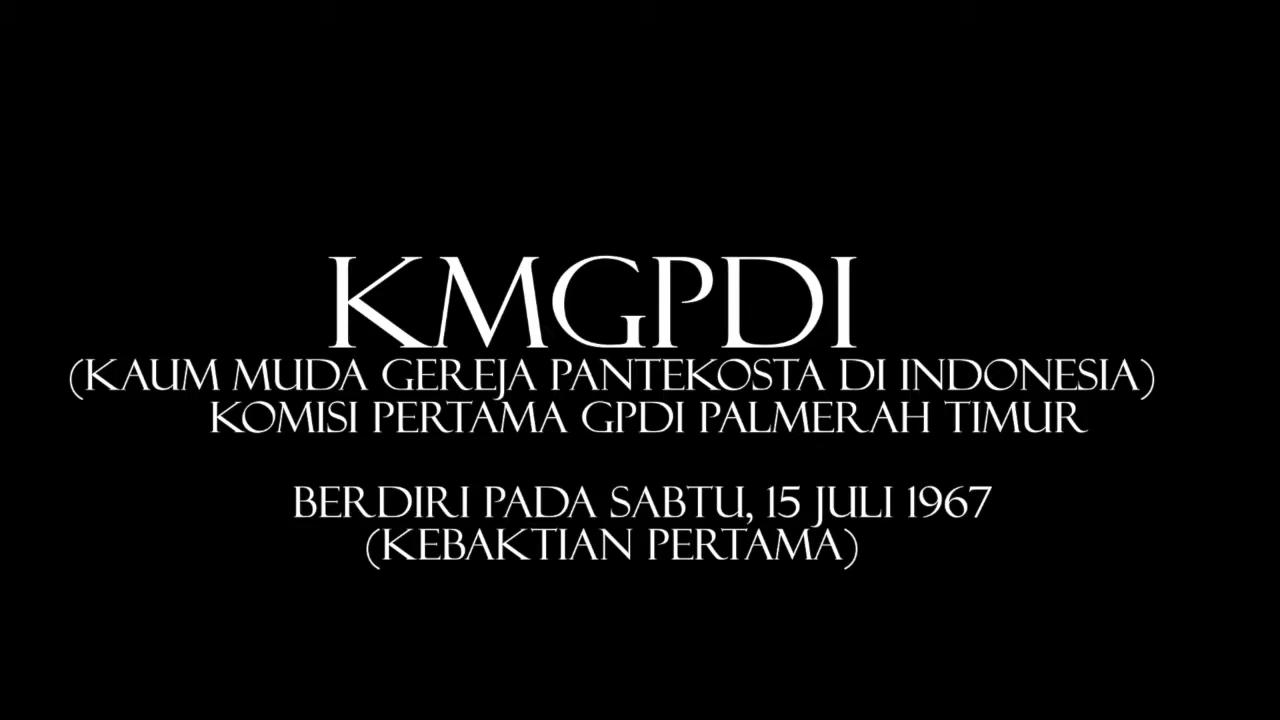 KMGPDI
(KAUM MUDA GEREJA PANTEKOSTA DI INDONESIA)
KOMISI PERTAMA GPDI PALMERAH TIMUR
BERDIRI PADA SABTU, 15 JULI 1967
(KEBAKTIAN PERTAMA)